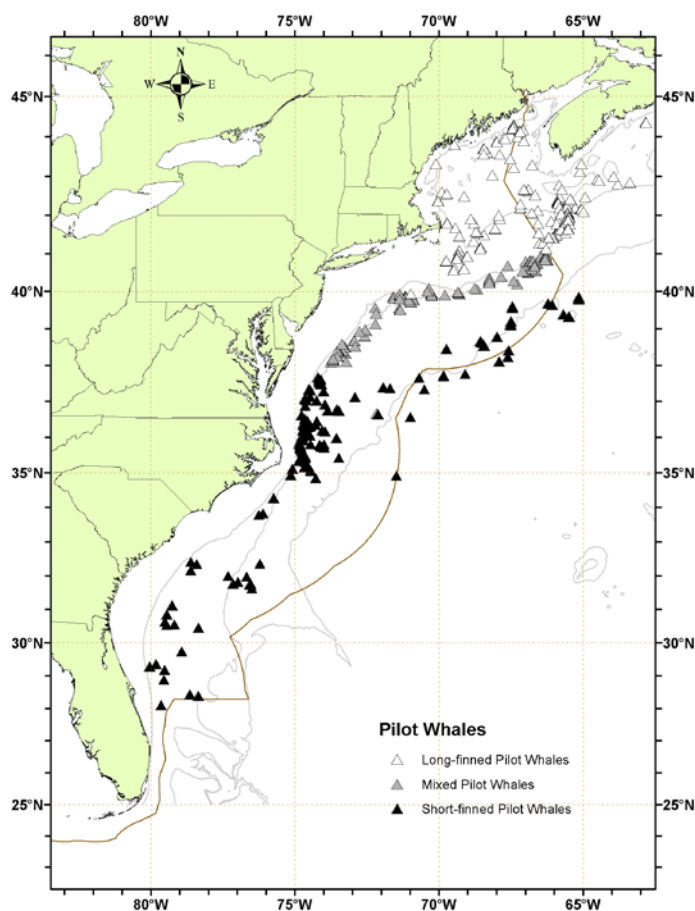 80°W 75°W 70°W 65°W
N
W E
S
45°N 45°N
40°N 40°N
35°N 35°N
30°N 30°N
Pilot Whales
Long-finned Pilot Whales
Mixed Pilot Whales
Short-finned Pilot Whales
25°N 25°N
80°W 75°W 70°W 65°W